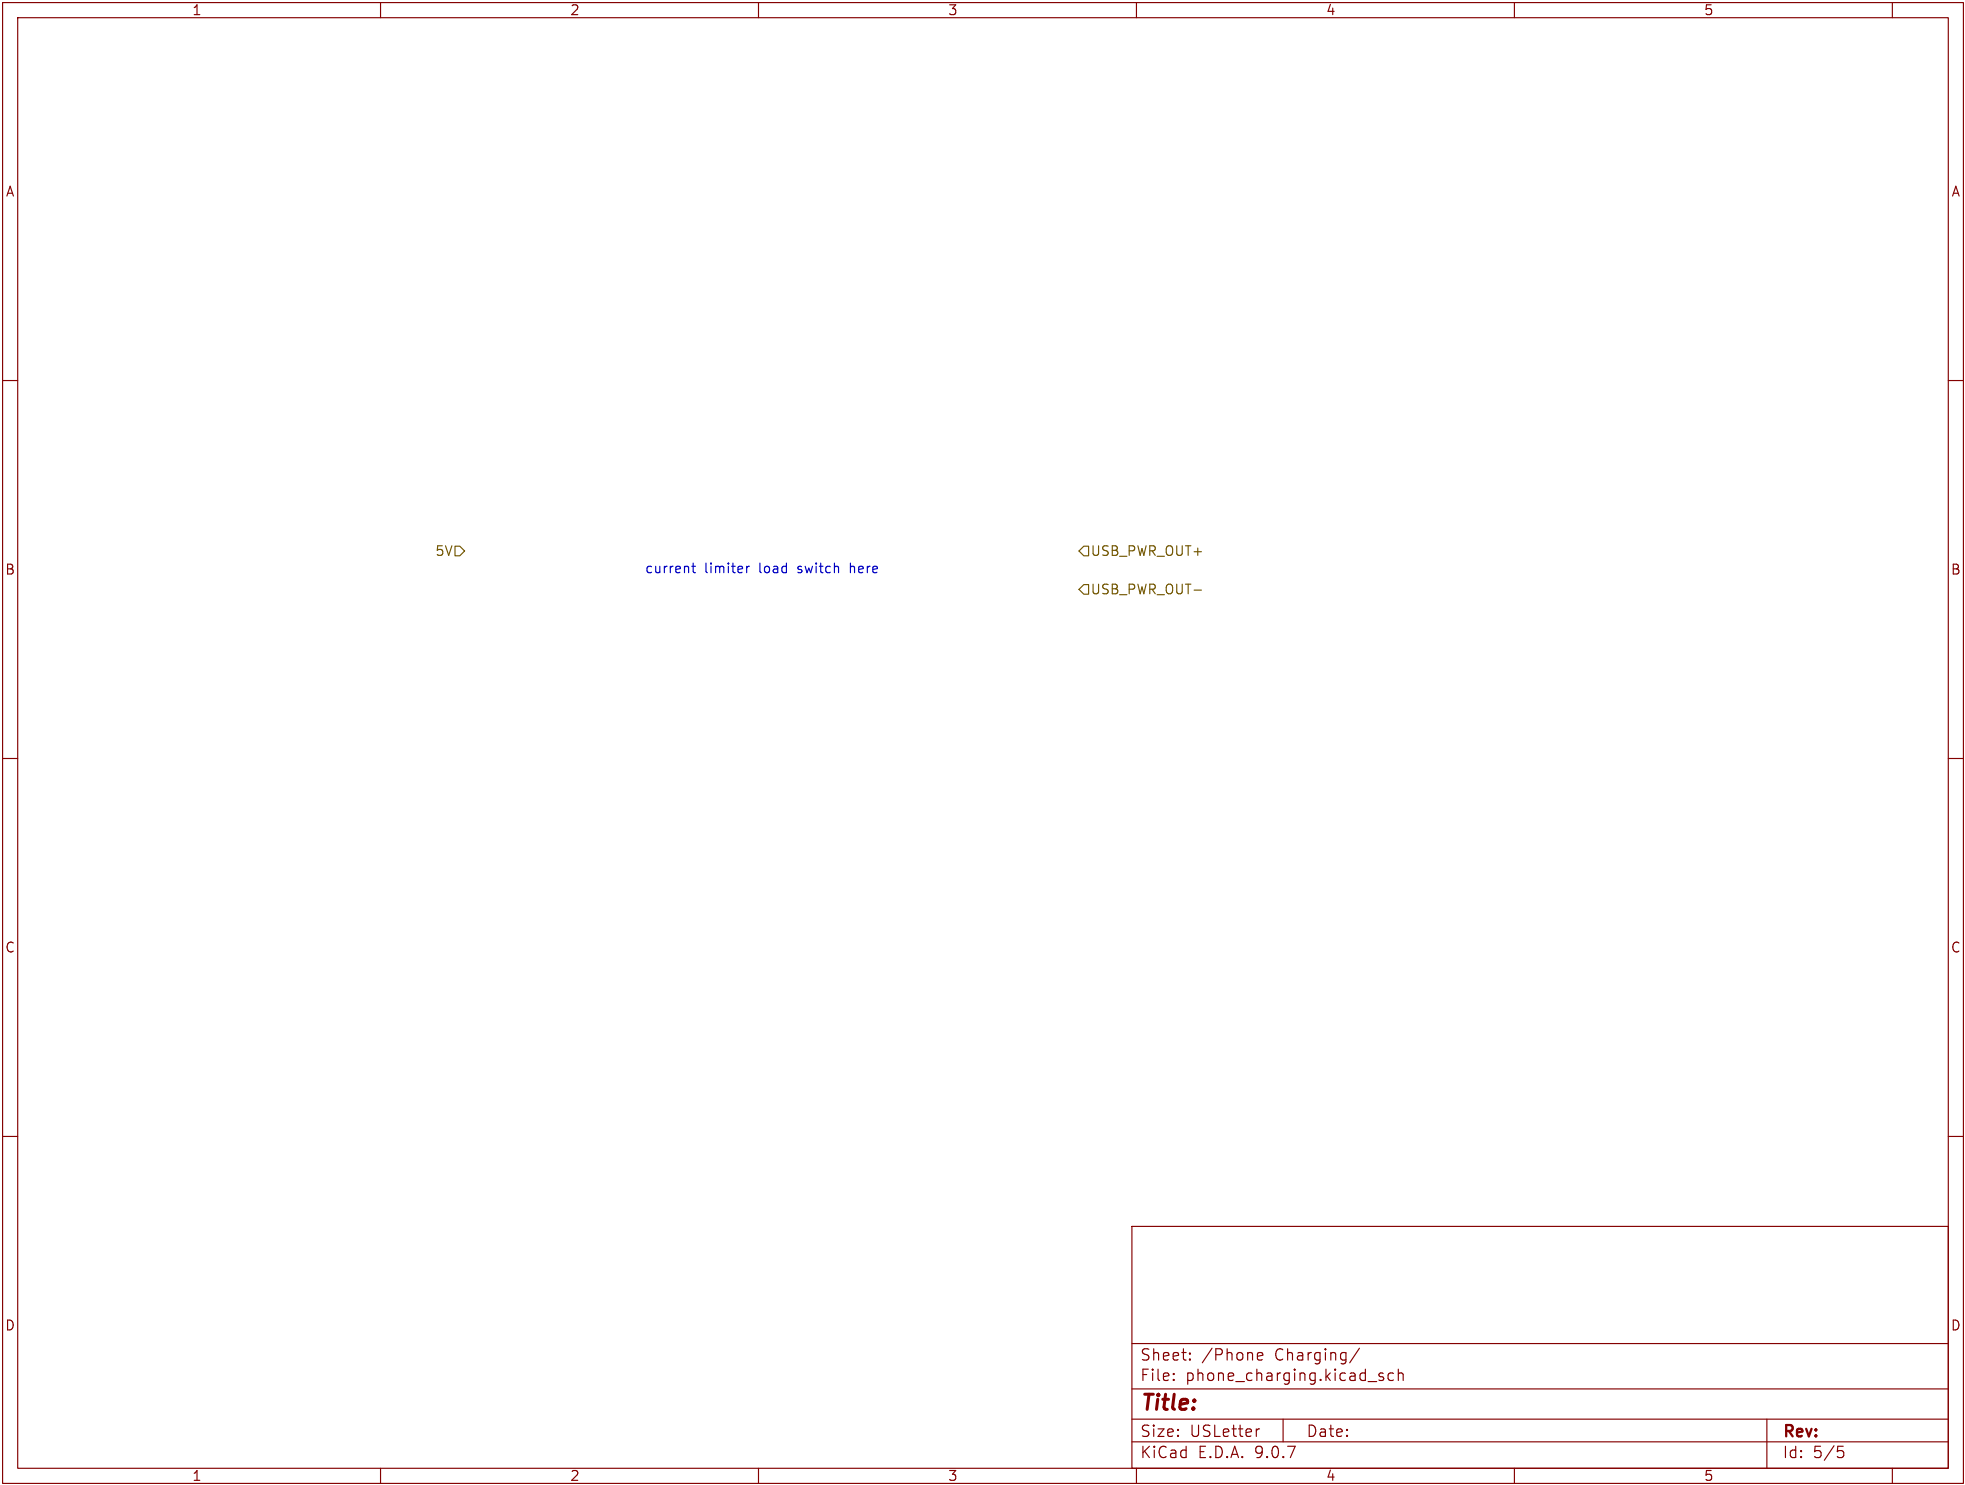 1 2 3 4 5
A A
5V USB_PWR_OUT+
current limiter load switch here
B B
USB_PWR_OUT-
C C
D D
Sheet: /Phone Charging/
File: phone_charging.kicad_sch
Title:
Size: USLetter Date: Rev:
KiCad E.D.A. 9.0.7 Id: 5/5
1 2 3 4 5